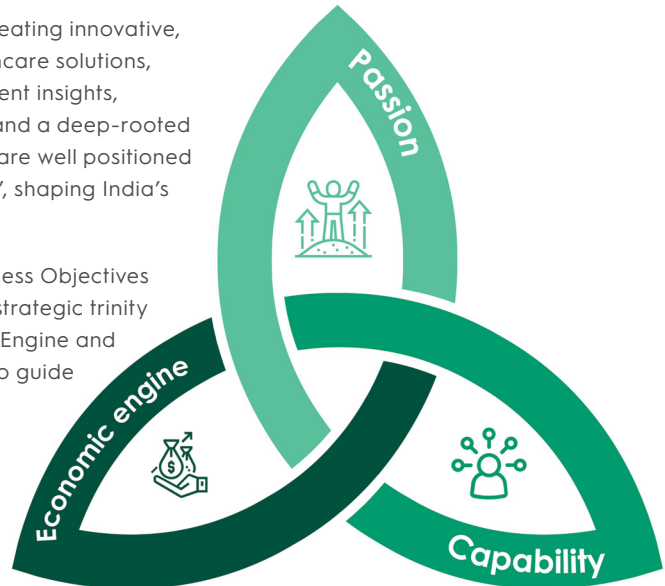 eating innovative,
ncare solutions,
ent insights,
and a deep-rooted
are well positioned
’, shaping India’s
ess Objectives
strategic trinity
Engine and
o guide
Passion
Economic engine
$
Capability